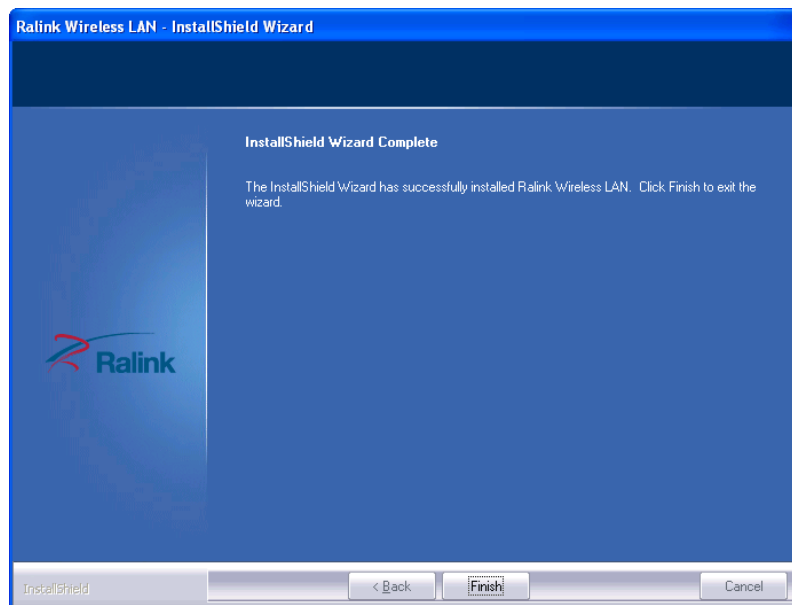 Ralink Wireless LAN - InstallShield Wizard
InstallShield Wizard Complete
The InstallShield Wizard has successfully installed Ralink Wireless LAN. Click Finish to exit the
wizard.
Ralink
InstallShield
< Back
Finish
Cancel